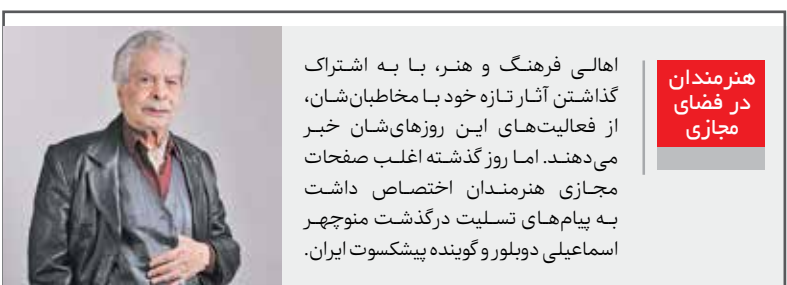 هنرمندان
در فضای
مجازی
اهالی فرهنگ و هنر، با به اشتراک
گذاشتن آثار تازه خود با مخاطبان‌شان،
از فعالیت‌های این روزهای‌شان خبر
می‌دهند. اما روز گذشته اغلب صفحات
مجازی هنرمندان اختصاص داشت
به پیام‌های تسلیت درگذشت منوچهر
اسماعیلی دوبلور و گوینده پیشکسوت ایران.